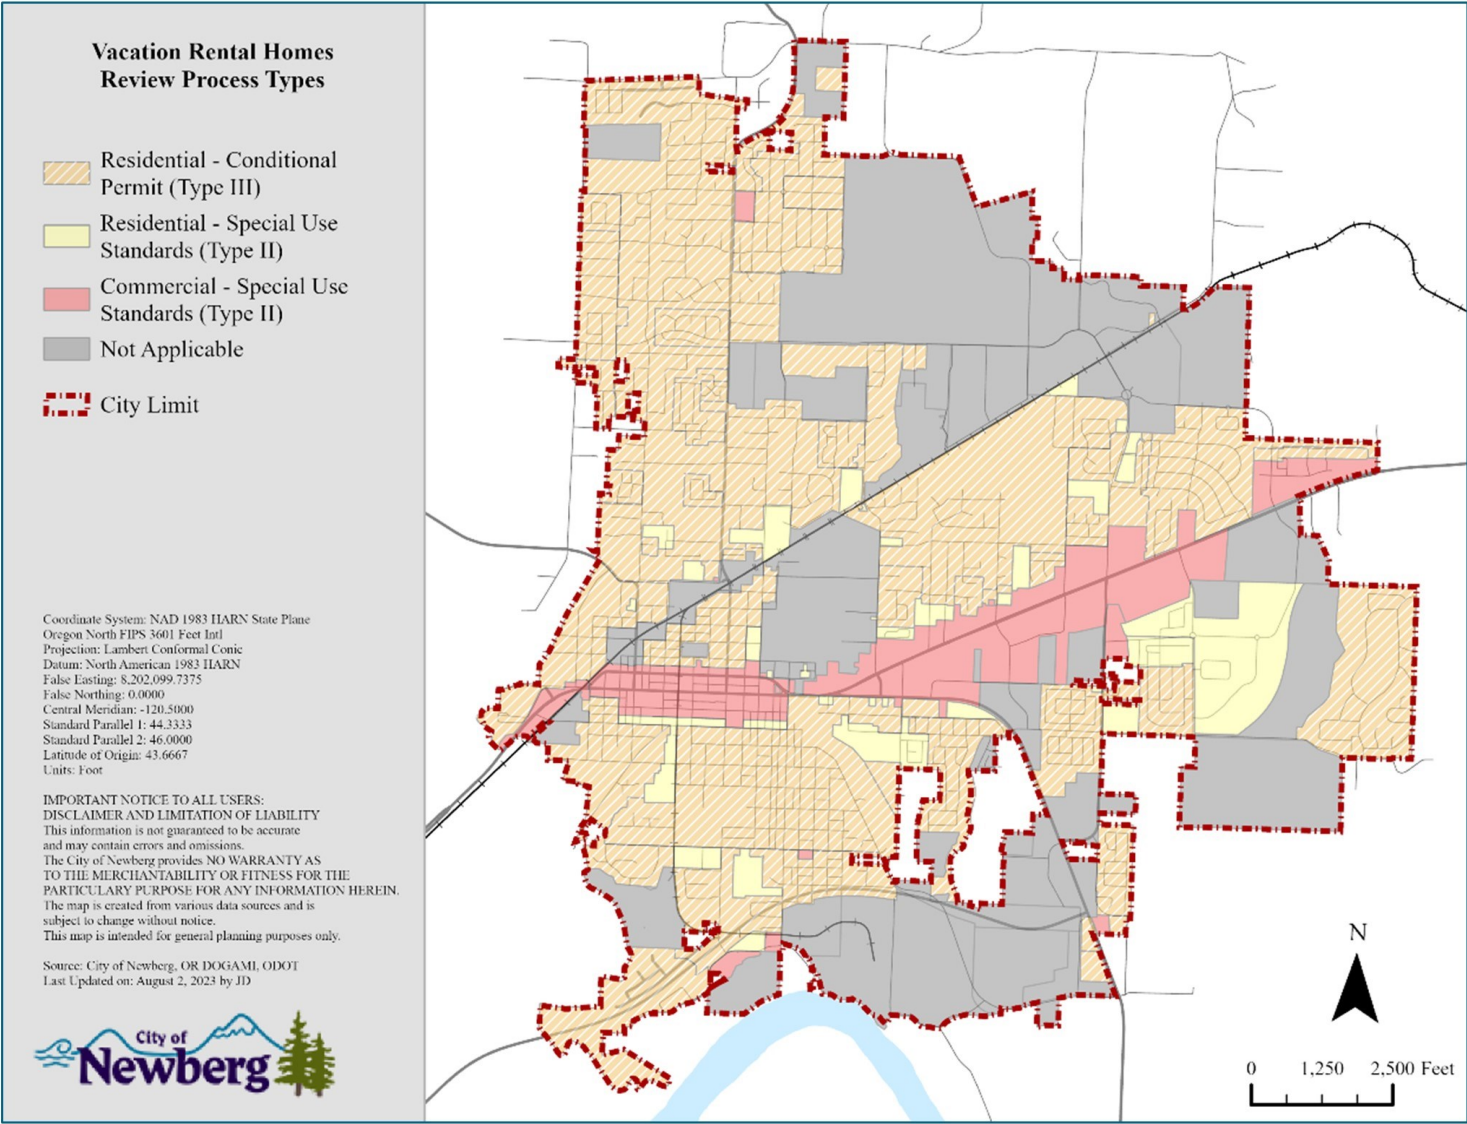 Vacation Rental Homes
Review Process Types
Residential - Conditional
Permit (Type III)
Residential - Special Use
Standards (Type II)
Commercial - Special Use
Standards (Type II)
Not Applicable
City Limit
Coordinate System: NAD 1983 HARN State Plane
Oregon North FIPS 3601 Feet Intl
Projection: Lambert Conformal Conic
Datum: North American 1983 HARN
False Easting: 8,202,099.7375
False Northing: 0.0000
Central Meridian: -120.5000
Standard Parallel 1: 44.3333
Standard Parallel 2: 46.0000
Latitude of Origin: 43.6667
Units: Foot
IMPORTANT NOTICE TO ALL USERS:
DISCLAIMER AND LIMITATION OF LIABILITY
This information is not guaranteed to be accurate
and may contain errors and omissions.
The City of Newberg provides NO WARRANTY AS
TO THE MERCHANTABILITY OR FITNESS FOR THE
PARTICULARY PURPOSE FOR ANY INFORMATION HEREIN.
The map is created from various data sources and is
subject to change without notice.
This map is intended for general planning purposes only.
Source: City of Newberg, OR DOGAMI, ODOT
Last Updated on: August 2, 2023 by JD
City of
Newberg
N
0 1,250 2,500 Feet